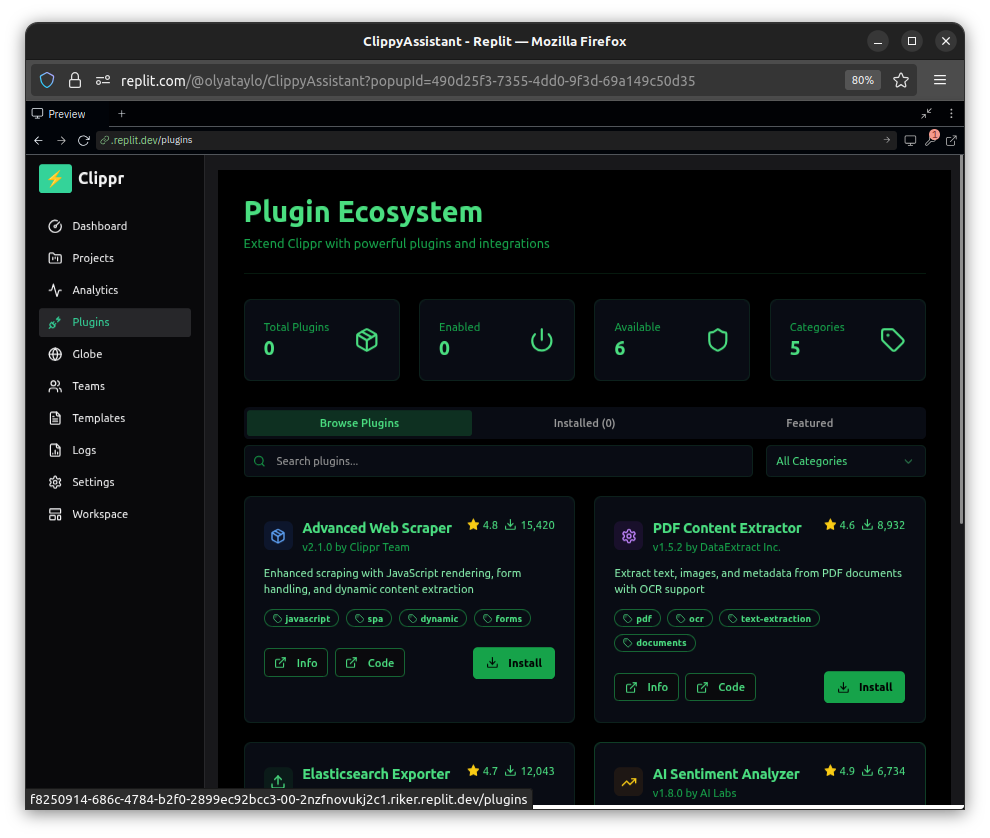 ClippyAssistant - Replit — Mozilla Firefox
replit.com/@olyataylo/ClippyAssistant?popupId=490d25f3-7355-4dd0-9f3d-69a149c50d35
80%
Preview
.replit.dev/plugins
1
Clippr
Dashboard
Projects
Analytics
Plugins
Globe
Teams
Templates
Logs
Settings
Workspace
Plugin Ecosystem
Extend Clippr with powerful plugins and integrations
Total Plugins
0
Enabled
0
Available
6
Categories
5
Browse Plugins
Installed (0)
Featured
Search plugins...
All Categories
Advanced Web Scraper
4.8
15,420
v2.1.0 by Clippr Team
Enhanced scraping with JavaScript rendering, form
handling, and dynamic content extraction
javascript
spa
dynamic
forms
Info
Code
Install
PDF Content Extractor
4.6
8,932
v1.5.2 by DataExtract Inc.
Extract text, images, and metadata from PDF documents
with OCR support
pdf
ocr
text-extraction
documents
Info
Code
Install
Elasticsearch Exporter
4.7
12,043
AI Sentiment Analyzer
4.9
6,734
v1.8.0 by AI Labs
f8250914-686c-4784-b2f0-2899ec92bcc3-00-2nzfnovukj2c1.riker.replit.dev/plugins